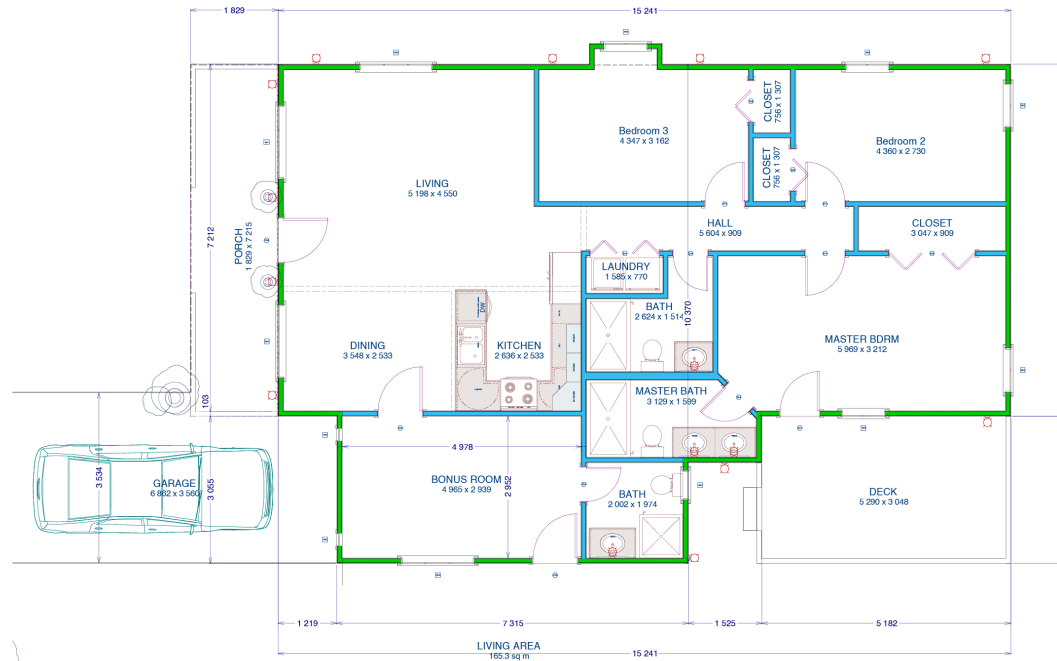 1 829
15 241
CLOSET
756 x 1 307
Bedroom 3
4 347 x 3 162
Bedroom 2
4 360 x 2 730
CLOSET
756 x 1 307
LIVING
5 198 x 4 550
HALL
5 604 x 909
CLOSET
3 047 x 909
7 212
PORCH
1 829 x 7 215
LAUNDRY
1 585 x 770
BATH
2 624 x 1 514
10 370
DW
DINING
3 548 x 2 533
KITCHEN
2 636 x 2 533
MASTER BDRM
5 969 x 3 212
MASTER BATH
3 129 x 1 599
103
4 978
3 534
GARAGE
6 862 x 3 560
3 055
BONUS ROOM
4 965 x 2 939
2 952
BATH
2 002 x 1 974
DECK
5 290 x 3 048
1 219
7 315
1 525
5 182
LIVING AREA
165.3 sq m
15 241